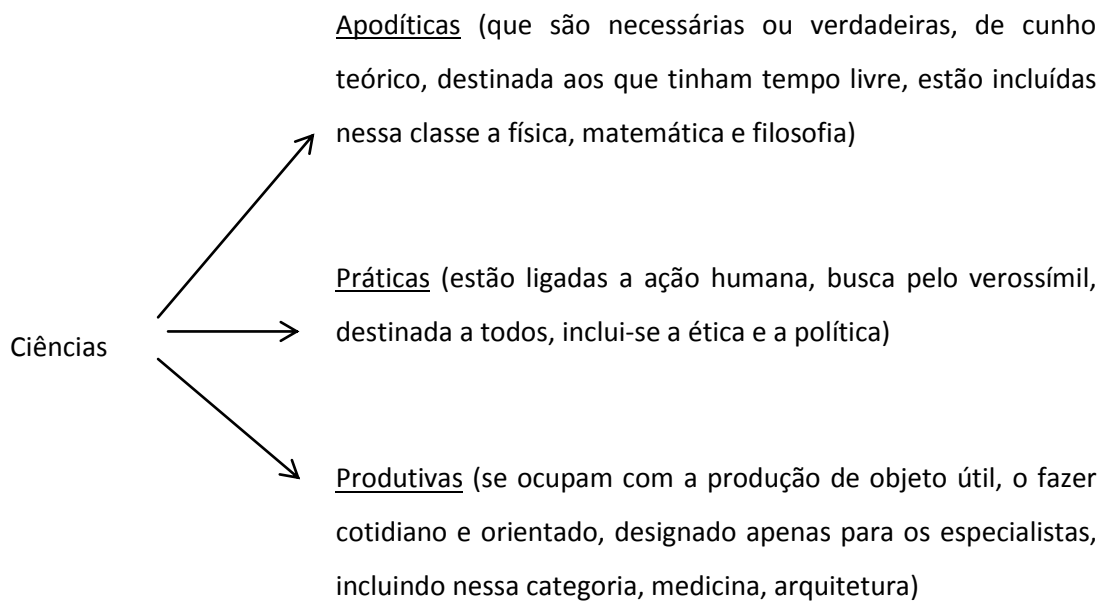 Apodíticas (que são necessárias ou verdadeiras, de cunho
teórico, destinada aos que tinham tempo livre, estão incluídas
nessa classe a física, matemática e filosofia)
Práticas (estão ligadas a ação humana, busca pelo verossímil,
destinada a todos, inclui-se a ética e a política)
Ciências
Produtivas (se ocupam com a produção de objeto útil, o fazer
cotidiano e orientado, designado apenas para os especialistas,
incluindo nessa categoria, medicina, arquitetura)